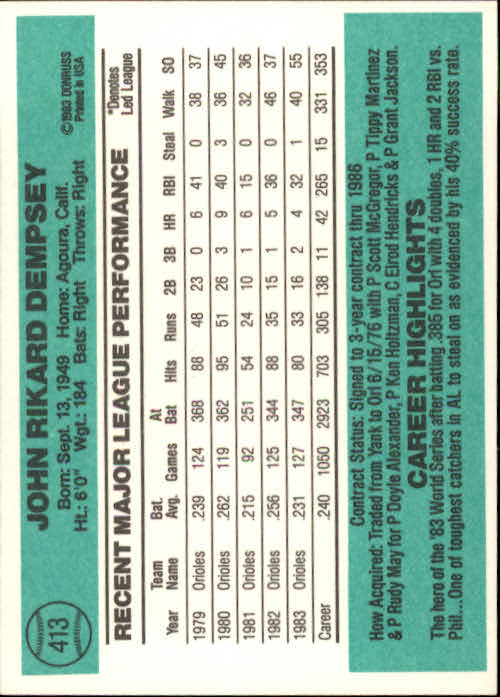 413
JOHN RIKARD DEMPSEY
Born: Sept. 13, 1949 Home: Agoura, Calif.
Ht.: 6'0" Wgt.: 184 Bats: Right Throws: Right
©1983 DONRUSS
Printed in USA
RECENT MAJOR LEAGUE PERFORMANCE
*Denotes
Led League
Year Team Name Bat. Avg. Games At Bat Hits Runs 2B 3B HR RBI Steal Walk SO
1979 Orioles .239 124 368 88 48 23 0 6 41 0 38 37
1980 Orioles .262 119 362 95 51 26 3 9 40 3 36 45
1981 Orioles .215 92 251 54 24 10 1 6 15 0 32 36
1982 Orioles .256 125 344 88 35 15 1 5 36 0 46 37
1983 Orioles .231 127 347 80 33 16 2 4 32 1 40 55
Career .240 1060 2923 703 305 138 11 42 265 15 331 353
Contract Status: Signed to 3-year contract thru 1986
How Acquired: Traded from Yank to Orl 6/15/76 with P Scott McGregor, P Tippy Martinez
& P Rudy May for P Doyle Alexander, P Ken Holtzman, C Elrod Hendricks & P Grant Jackson.
CAREER HIGHLIGHTS
The hero of the '83 World Series after batting .385 for Orl with 4 doubles, 1 HR and 2 RBI vs.
Phil...One of toughest catchers in AL to steal on as evidenced by his 40% success rate.